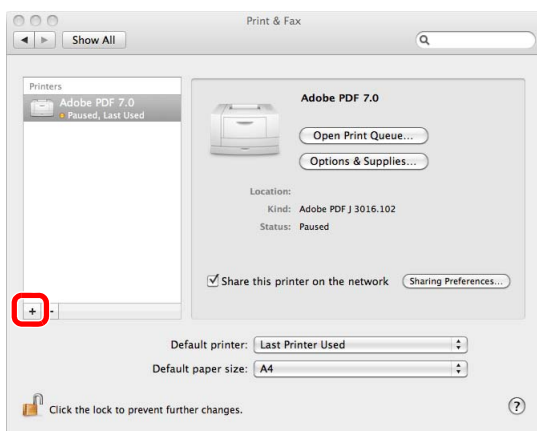 Print & Fax
Show All
Printers
Adobe PDF 7.0
Paused, Last Used
Adobe PDF 7.0
Open Print Queue...
Options & Supplies...
Location:
Kind: Adobe PDF J 3016.102
Status: Paused
Share this printer on the network Sharing Preferences...
+ -
Default printer: Last Printer Used
Default paper size: A4
Click the lock to prevent further changes. ?